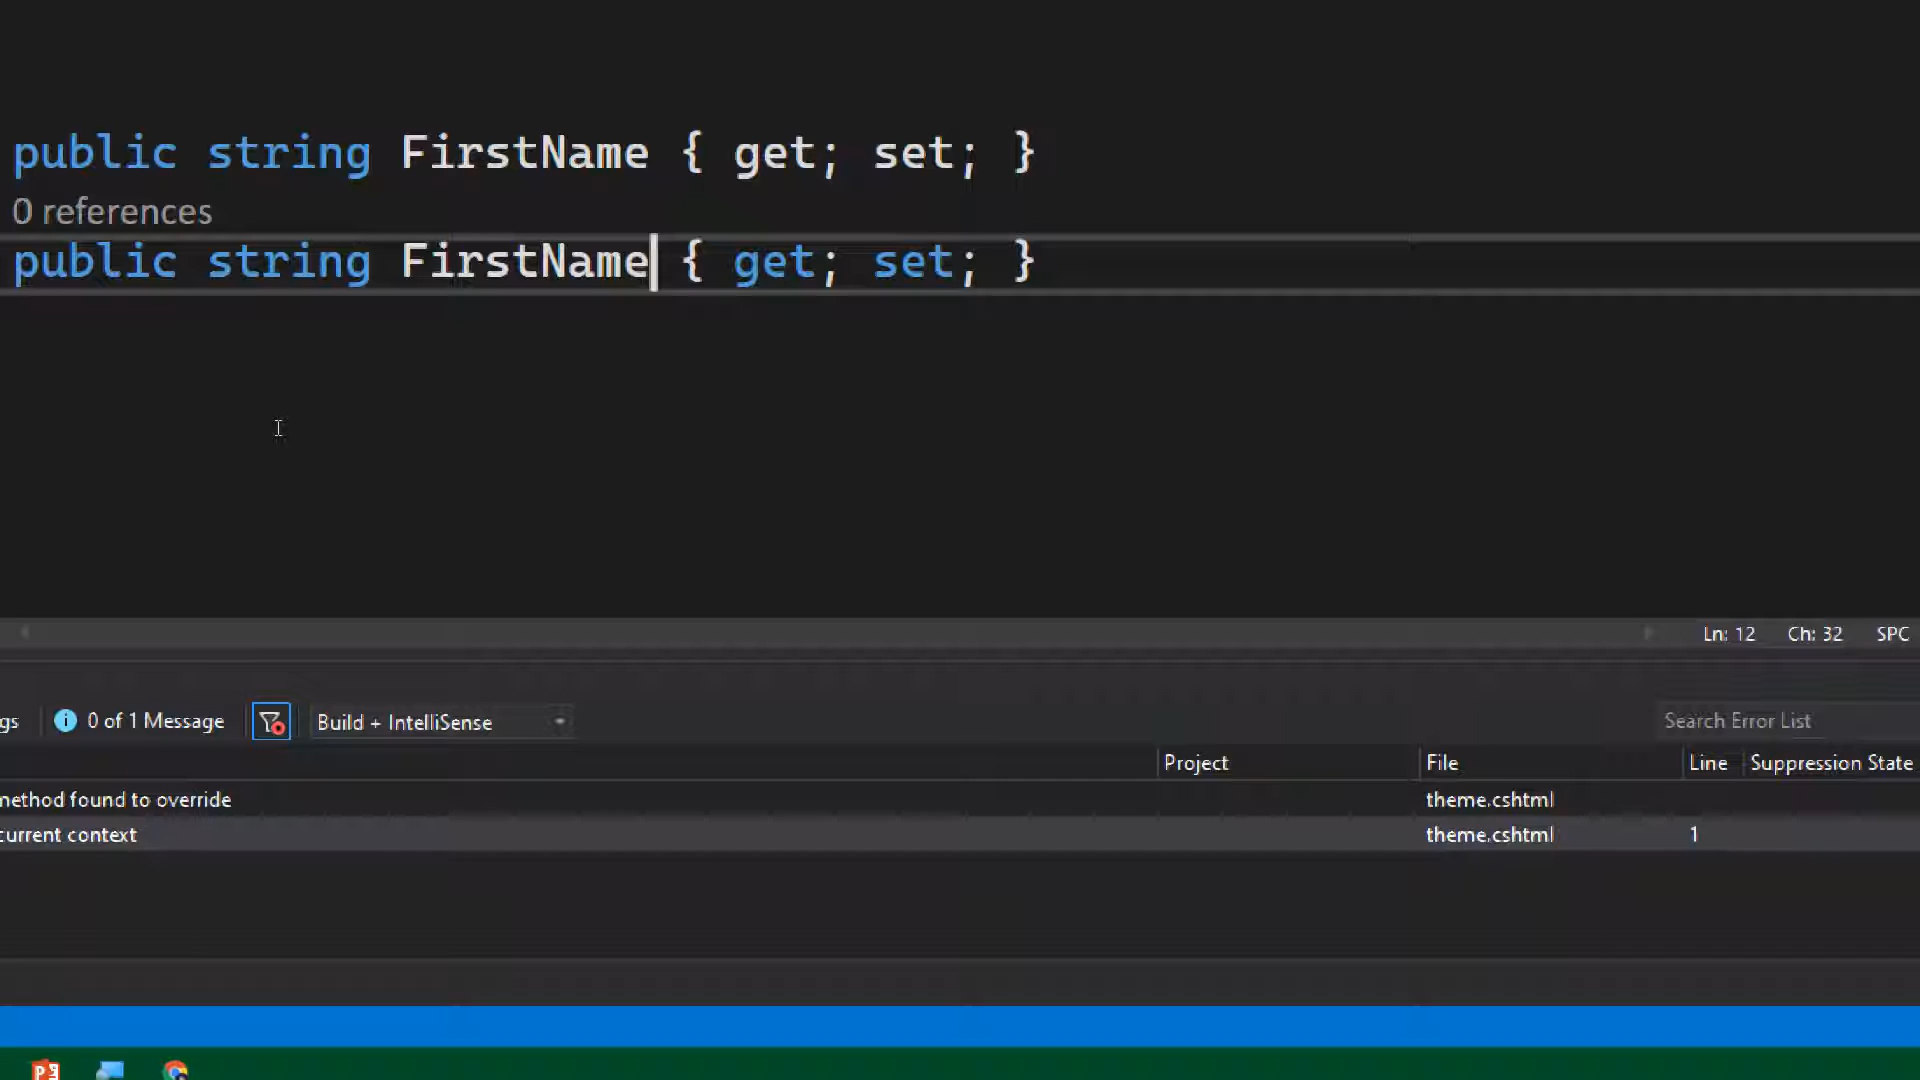 public string FirstName { get; set; }
0 references
public string FirstName { get; set; }
Ln: 12 Ch: 32 SPC
gs 0 of 1 Message Build + IntelliSense Search Error List
Project File Line Suppression State
method found to override theme.cshtml
current context theme.cshtml 1